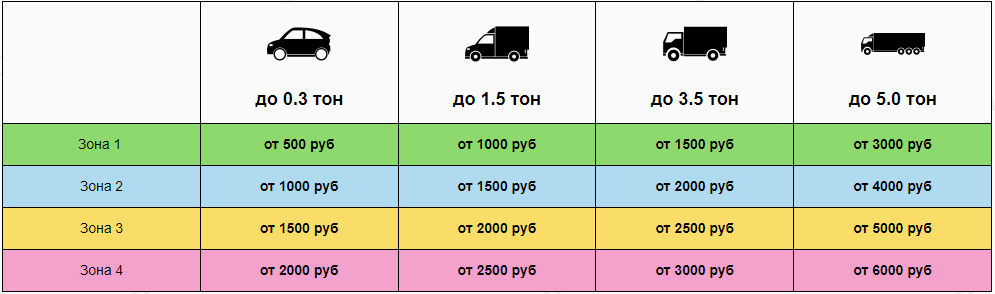 до 0.3 тон до 1.5 тон до 3.5 тон до 5.0 тон
Зона 1 от 500 руб от 1000 руб от 1500 руб от 3000 руб
Зона 2 от 1000 руб от 1500 руб от 2000 руб от 4000 руб
Зона 3 от 1500 руб от 2000 руб от 2500 руб от 5000 руб
Зона 4 от 2000 руб от 2500 руб от 3000 руб от 6000 руб